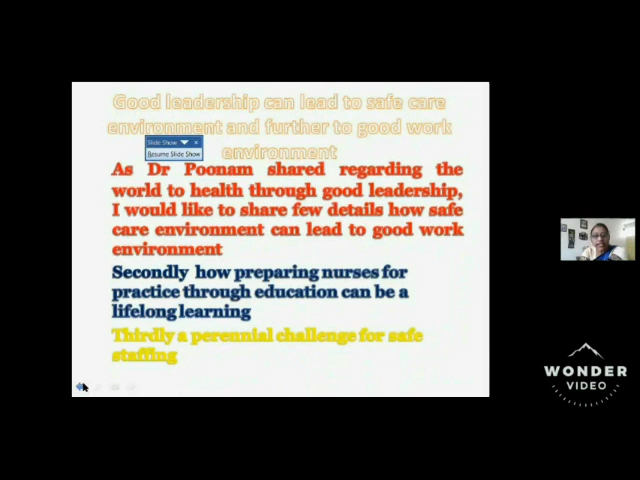 Good leadership can lead to safe care
environment and further to good work
environment
Slide Show
Resume Slide Show
As Dr Poonam shared regarding the
world to health through good leadership,
I would like to share few details how safe
care environment can lead to good work
environment
Secondly how preparing nurses for
practice through education can be a
lifelong learning
Thirdly a perennial challenge for safe
staffing
WONDER
VIDEO